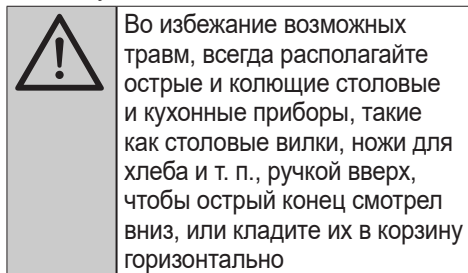 Во избежание возможных
травм, всегда располагайте
острые и колющие столовые
и кухонные приборы, такие
как столовые вилки, ножи для
хлеба и т. п., ручкой вверх,
чтобы острый конец смотрел
вниз, или кладите их в корзину
горизонтально